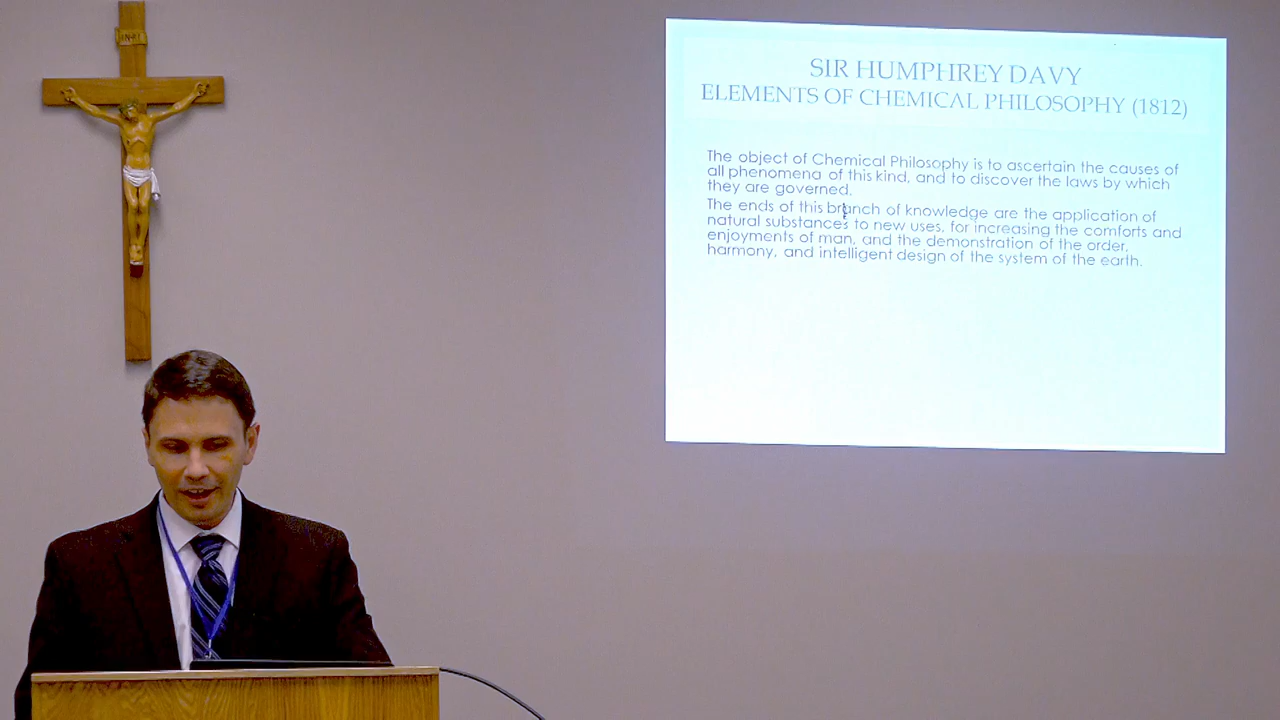 INRI
SIR HUMPHREY DAVY
ELEMENTS OF CHEMICAL PHILOSOPHY (1812)
The object of Chemical Philosophy is to ascertain the causes of
all phenomena of this kind, and to discover the laws by which
they are governed.
The ends of this branch of knowledge are the application of
natural substances to new uses, for increasing the comforts and
enjoyments of man, and the demonstration of the order,
harmony, and intelligent design of the system of the earth.